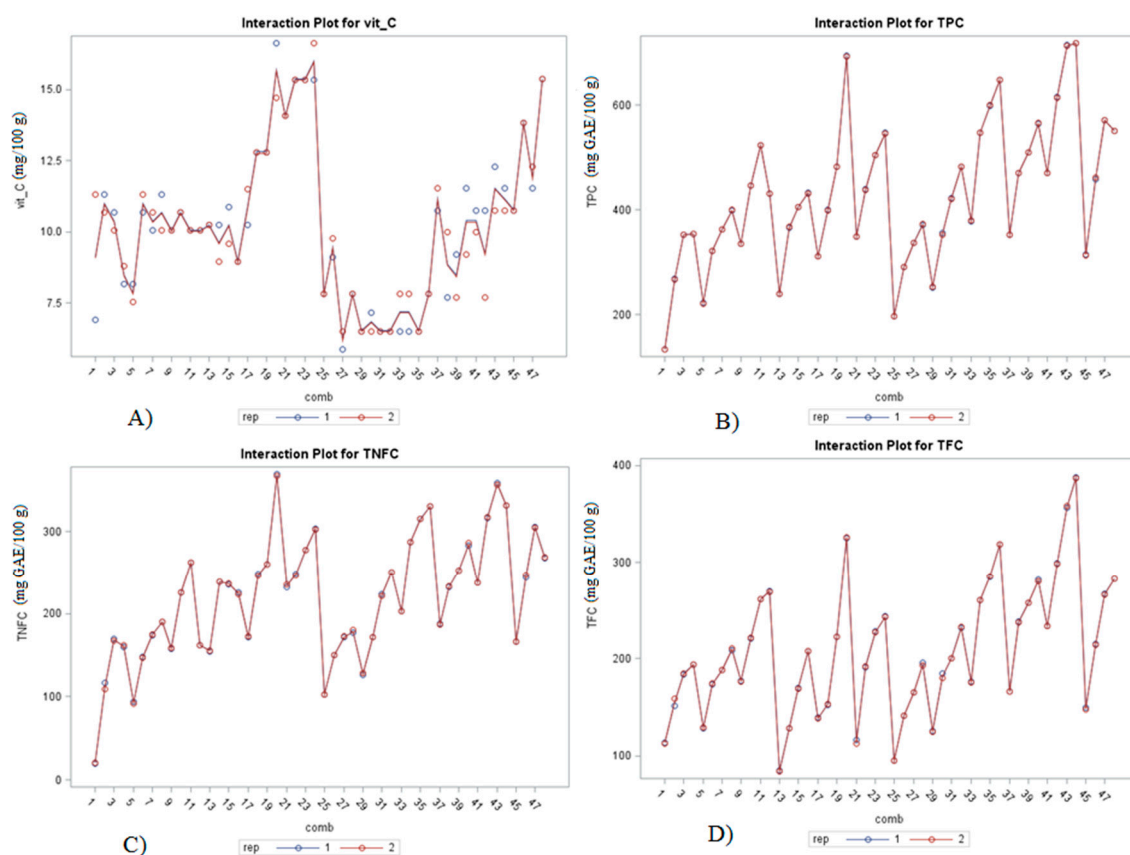 Interaction Plot for vit_C
vit_C (mg/100 g)
15.0
12.5
10.0
7.5
1 3 5 7 9 11 13 15 17 19 21 23 25 27 29 31 33 35 37 39 41 43 45 47
comb
rep 1 2
A)
Interaction Plot for TPC
TPC (mg GAE/100 g)
600
400
200
1 3 5 7 9 11 13 15 17 19 21 23 25 27 29 31 33 35 37 39 41 43 45 47
comb
rep 1 2
B)
Interaction Plot for TNFC
TNFC (mg GAE/100 g)
300
200
100
0
1 3 5 7 9 11 13 15 17 19 21 23 25 27 29 31 33 35 37 39 41 43 45 47
comb
rep 1 2
C)
Interaction Plot for TFC
TFC (mg GAE/100 g)
400
300
200
100
1 3 5 7 9 11 13 15 17 19 21 23 25 27 29 31 33 35 37 39 41 43 45 47
comb
rep 1 2
D)